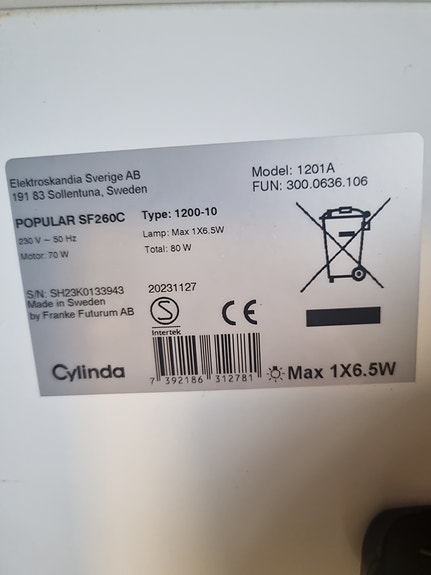 Elektroskandia Sverige AB
191 83 Sollentuna, Sweden
Model: 1201A
FUN: 300.0636.106
POPULAR SF260C
Type: 1200-10
230 V ~ 50 Hz
Lamp: Max 1X6.5W
Motor: 70 W
Total: 80 W
S/N: SH23K0133943
20231127
Made in Sweden
by Franke Futurum AB
S
Intertek
CE
Cylinda
7 392186 312781
Max 1X6.5W